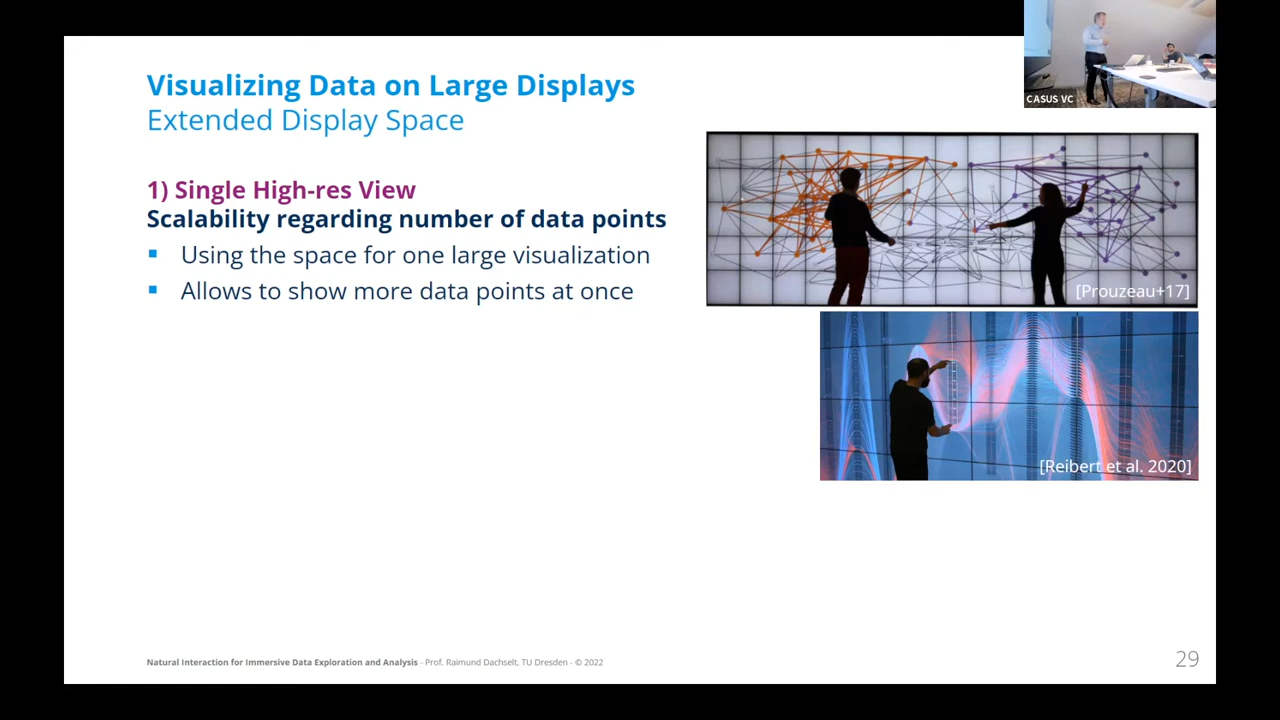 CASUS VC
Visualizing Data on Large Displays
Extended Display Space
1) Single High-res View
Scalability regarding number of data points
▪ Using the space for one large visualization
▪ Allows to show more data points at once
[Prouzeau+17]
[Reibert et al. 2020]
Natural Interaction for Immersive Data Exploration and Analysis - Prof. Raimund Dachselt, TU Dresden - © 2022
29